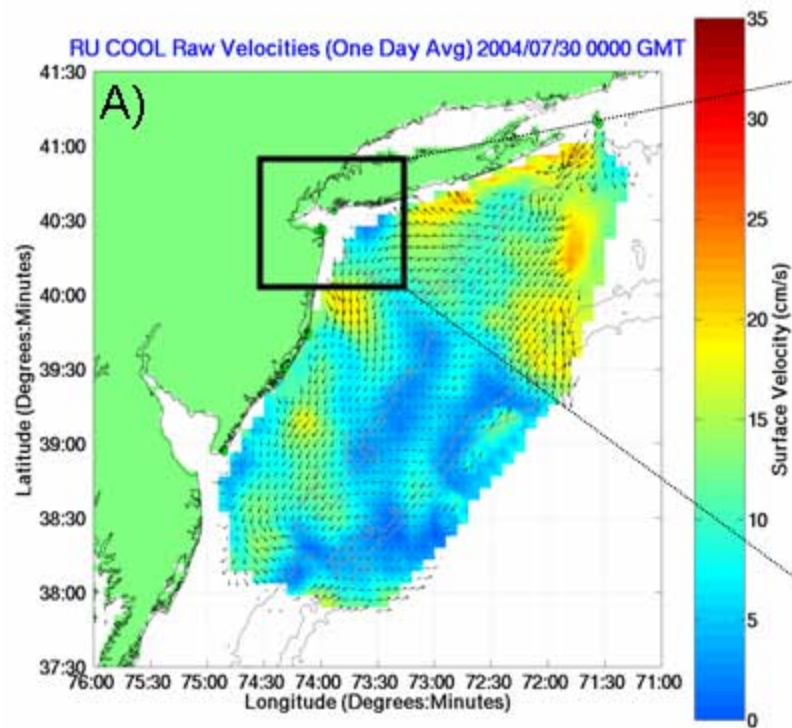 RU COOL Raw Velocities (One Day Avg) 2004/07/30 0000 GMT
A)
41:30
41:00
40:30
40:00
39:30
39:00
38:30
38:00
37:30
Latitude (Degrees:Minutes)
76:00 75:30 75:00 74:30 74:00 73:30 73:00 72:30 72:00 71:30 71:00
Longitude (Degrees:Minutes)
35
30
25
20
15
10
5
0
Surface Velocity (cm/s)